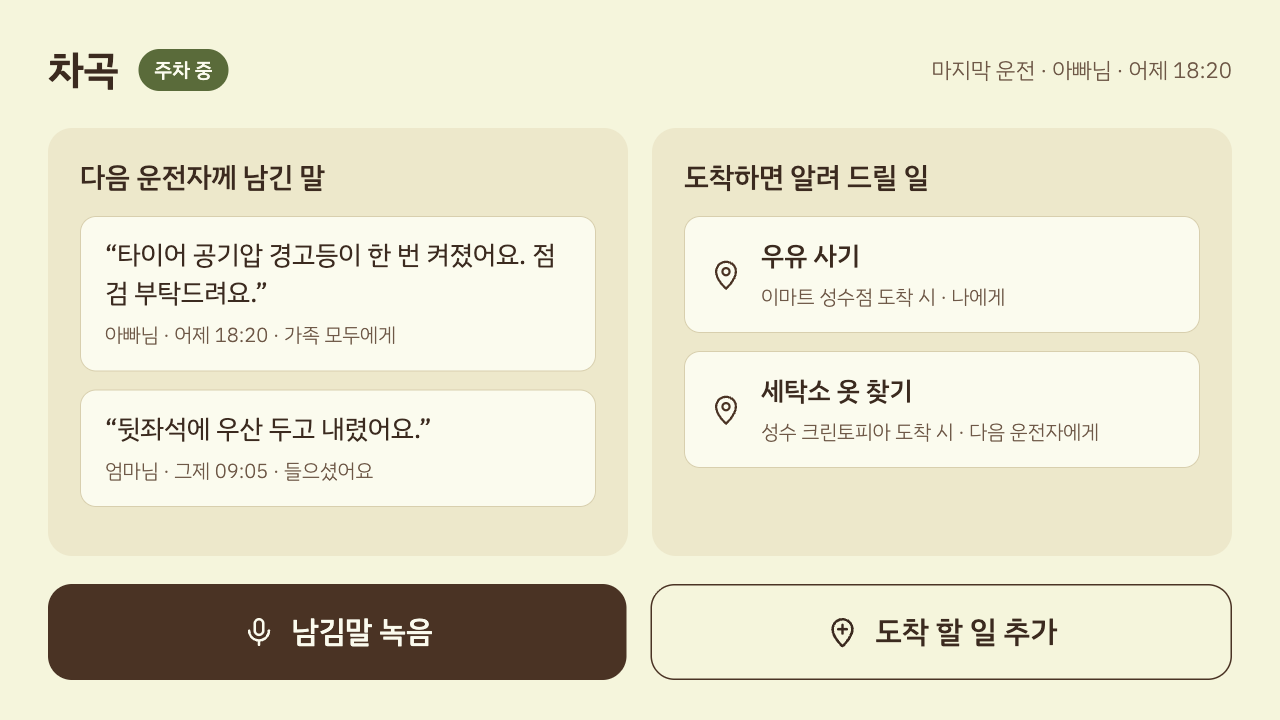 차곡
주차 중
마지막 운전 · 아빠님 · 어제 18:20
다음 운전자께 남긴 말
“타이어 공기압 경고등이 한 번 켜졌어요. 점
검 부탁드려요.”
아빠님 · 어제 18:20 · 가족 모두에게
“뒷좌석에 우산 두고 내렸어요.”
엄마님 · 그제 09:05 · 들으셨어요
도착하면 알려 드릴 일
우유 사기
이마트 성수점 도착 시 · 나에게
세탁소 옷 찾기
성수 크린토피아 도착 시 · 다음 운전자에게
남김말 녹음
도착 할 일 추가